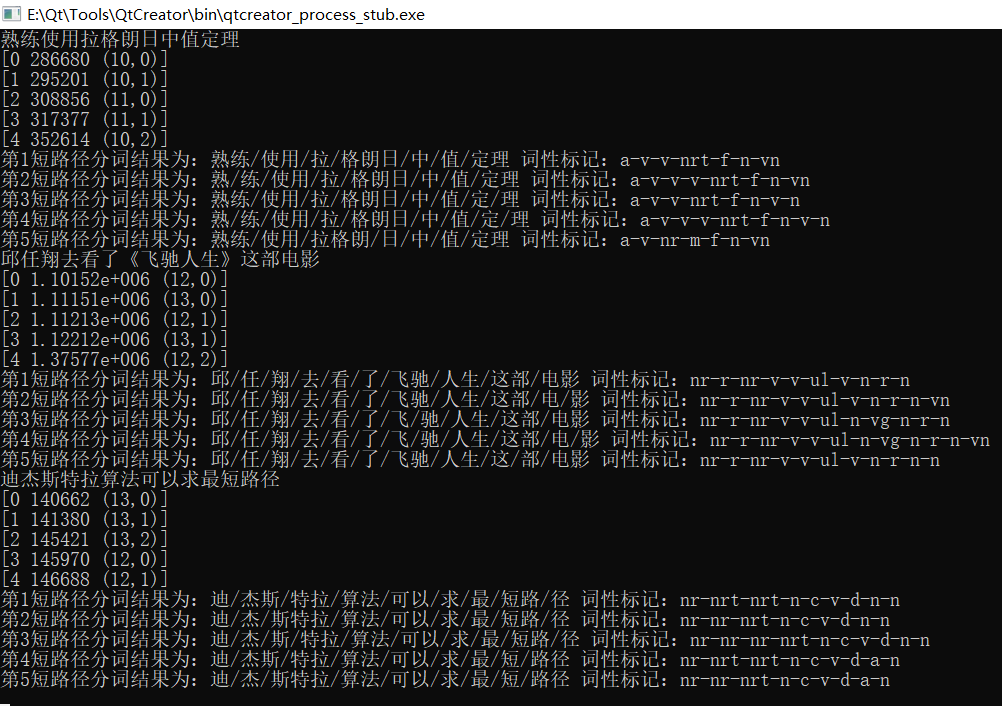 E:\Qt\Tools\QtCreator\bin\qtcreator_process_stub.exe
熟练使用拉格朗日中值定理
[0 286680 (10,0)]
[1 295201 (10,1)]
[2 308856 (11,0)]
[3 317377 (11,1)]
[4 352614 (10,2)]
第1短路径分词结果为：熟练/使用/拉/格朗日/中/值/定理 词性标记：a-v-v-nrt-f-n-vn
第2短路径分词结果为：熟/练/使用/拉/格朗日/中/值/定理 词性标记：a-v-v-v-nrt-f-n-vn
第3短路径分词结果为：熟练/使用/拉/格朗日/中/值/定/理 词性标记：a-v-v-nrt-f-n-v-n
第4短路径分词结果为：熟/练/使用/拉/格朗日/中/值/定/理 词性标记：a-v-v-v-nrt-f-n-v-n
第5短路径分词结果为：熟练/使用/拉格朗/日/中/值/定理 词性标记：a-v-nr-m-f-n-vn
邱任翔去看了《飞驰人生》这部电影
[0 1.10152e+006 (12,0)]
[1 1.11151e+006 (13,0)]
[2 1.11213e+006 (12,1)]
[3 1.12212e+006 (13,1)]
[4 1.37577e+006 (12,2)]
第1短路径分词结果为：邱/任/翔/去/看/了/飞驰/人生/这部/电影 词性标记：nr-r-nr-v-v-ul-v-n-r-n
第2短路径分词结果为：邱/任/翔/去/看/了/飞驰/人生/这部/电/影 词性标记：nr-r-nr-v-v-ul-v-n-r-n-vn
第3短路径分词结果为：邱/任/翔/去/看/了/飞/驰/人生/这部/电影 词性标记：nr-r-nr-v-v-ul-n-vg-n-r-n
第4短路径分词结果为：邱/任/翔/去/看/了/飞/驰/人生/这部/电/影 词性标记：nr-r-nr-v-v-ul-n-vg-n-r-n-vn
第5短路径分词结果为：邱/任/翔/去/看/了/飞驰/人生/这/部/电影 词性标记：nr-r-nr-v-v-ul-v-n-r-n-n
迪杰斯特拉算法可以求最短路径
[0 140662 (13,0)]
[1 141380 (13,1)]
[2 145421 (13,2)]
[3 145970 (12,0)]
[4 146688 (12,1)]
第1短路径分词结果为：迪/杰斯/特拉/算法/可以/求/最/短路/径 词性标记：nr-nrt-nrt-n-c-v-d-n-n
第2短路径分词结果为：迪杰/斯/特拉/算法/可以/求/最/短路/径 词性标记：nr-nr-nrt-n-c-v-d-n-n
第3短路径分词结果为：迪/杰/斯/特拉/算法/可以/求/最/短路/径 词性标记：nr-nr-nr-nrt-n-c-v-d-n-n
第4短路径分词结果为：迪/杰斯/特拉/算法/可以/求/最/短/路径 词性标记：nr-nrt-nrt-n-c-v-d-a-n
第5短路径分词结果为：迪杰/斯/特拉/算法/可以/求/最/短/路径 词性标记：nr-nr-nrt-n-c-v-d-a-n